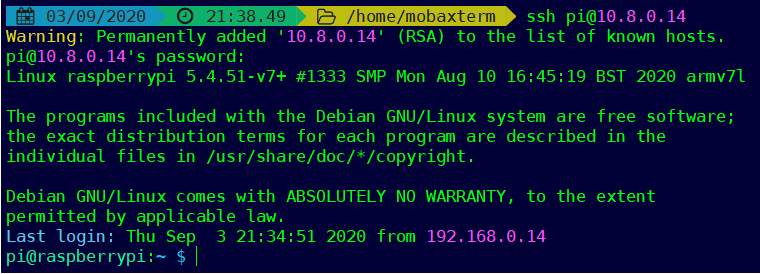 03/09/2020 21:38.49 /home/mobaxterm ssh pi@10.8.0.14
Warning: Permanently added '10.8.0.14' (RSA) to the list of known hosts.
pi@10.8.0.14's password:
Linux raspberrypi 5.4.51-v7+ #1333 SMP Mon Aug 10 16:45:19 BST 2020 armv7l
The programs included with the Debian GNU/Linux system are free software;
the exact distribution terms for each program are described in the
individual files in /usr/share/doc/*/copyright.
Debian GNU/Linux comes with ABSOLUTELY NO WARRANTY, to the extent
permitted by applicable law.
Last login: Thu Sep  3 21:34:51 2020 from 192.168.0.14
pi@raspberrypi:~ $